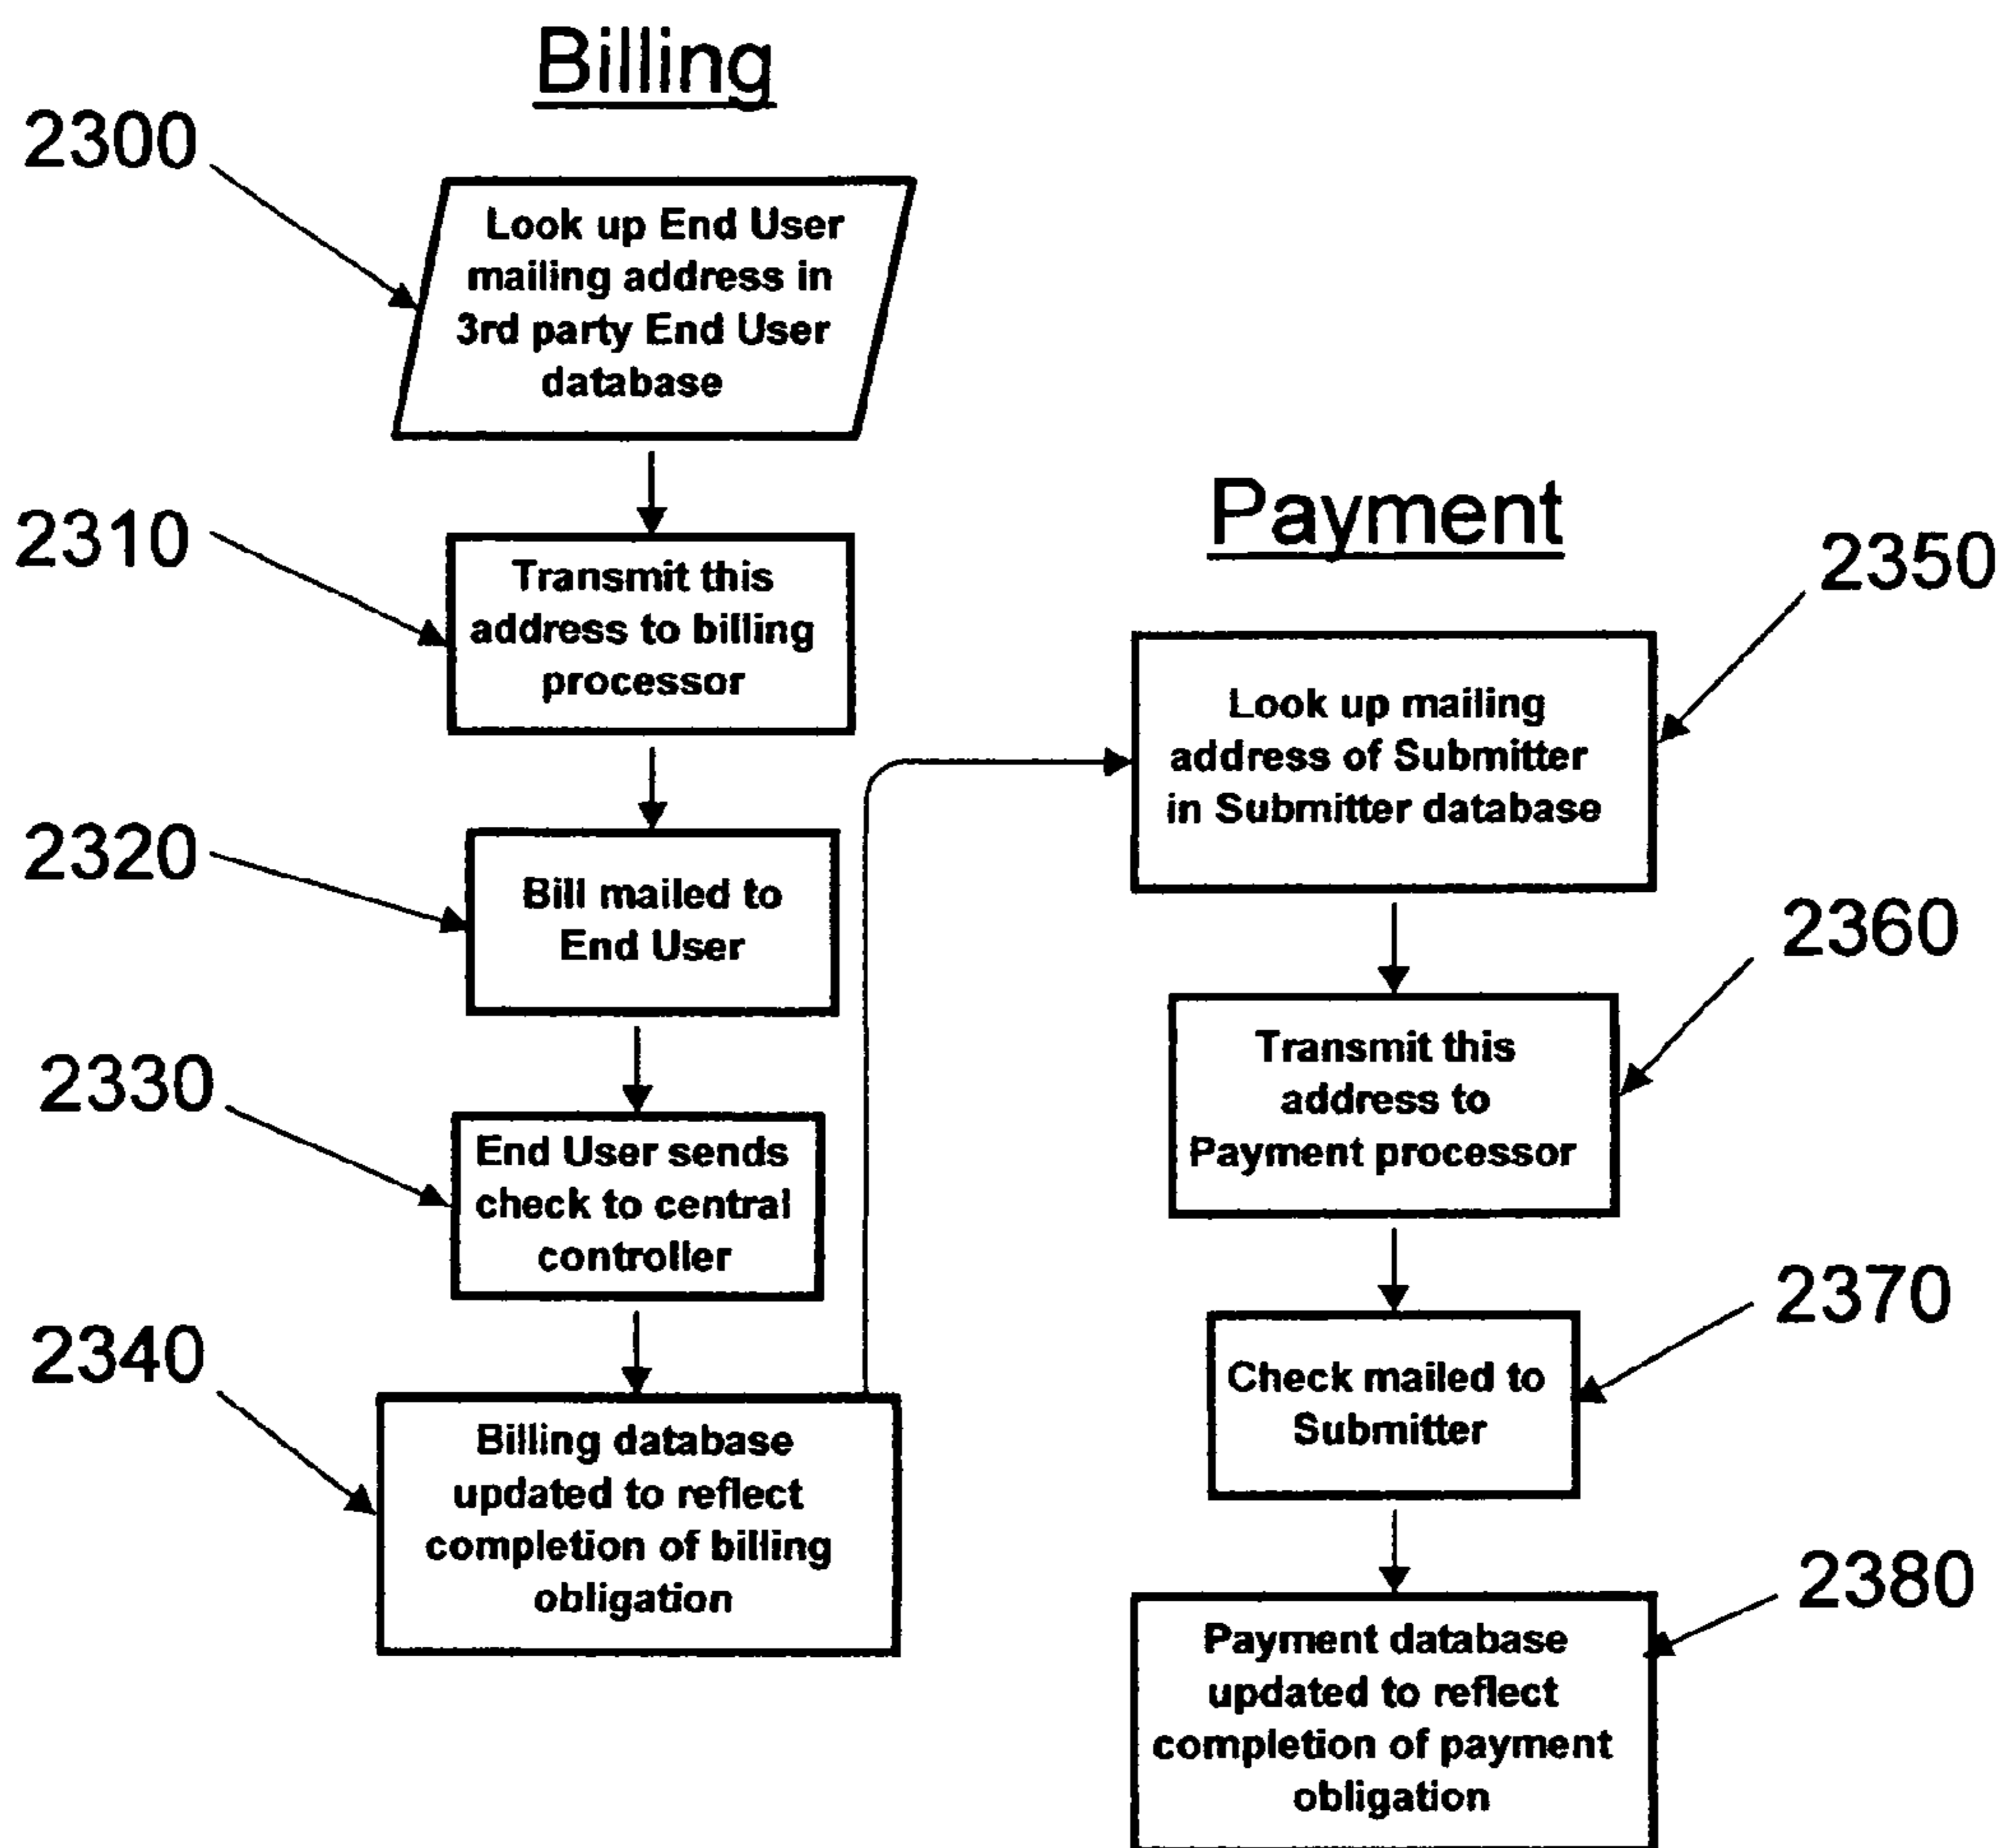 Billing
2300
Look up End User
mailing address in
3rd party End User
database
2310
Transmit this
address to billing
processor
2320
Bill mailed to
End User
2330
End User sends
check to central
controller
2340
Billing database
updated to reflect
completion of billing
obligation
Payment
2350
Look up mailing
address of Submitter
in Submitter database
2360
Transmit this
address to
Payment processor
2370
Check mailed to
Submitter
2380
Payment database
updated to reflect
completion of payment
obligation